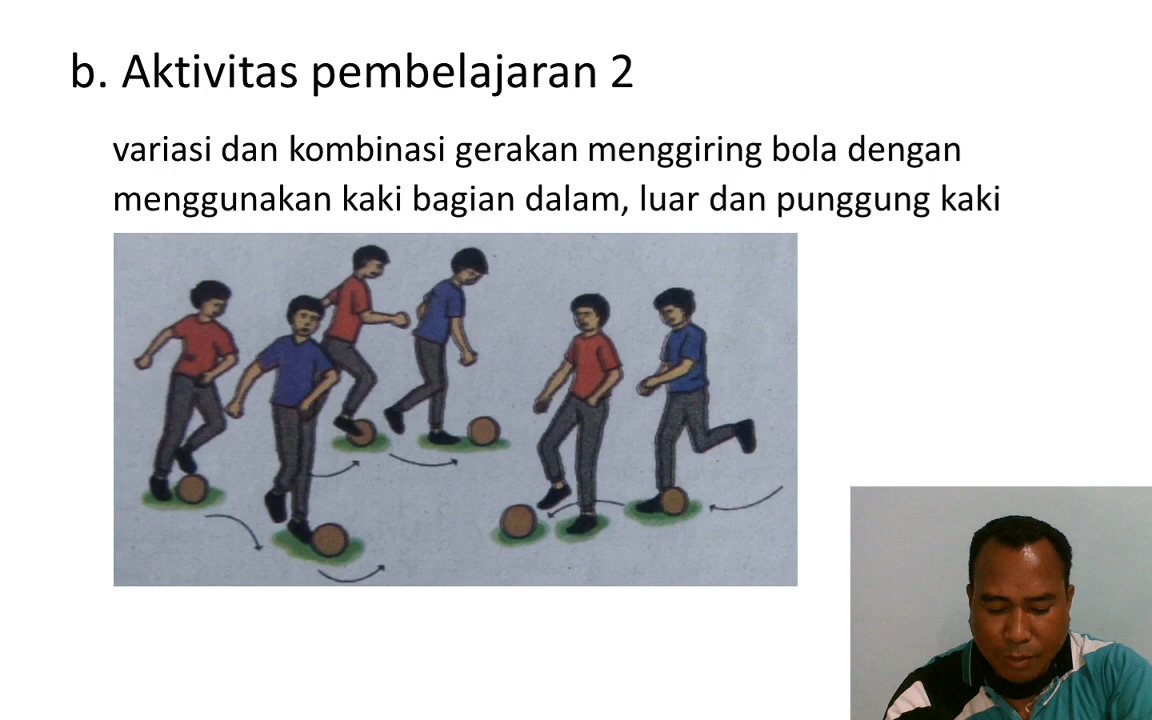 b. Aktivitas pembelajaran 2
variasi dan kombinasi gerakan menggiring bola dengan
menggunakan kaki bagian dalam, luar dan punggung kaki